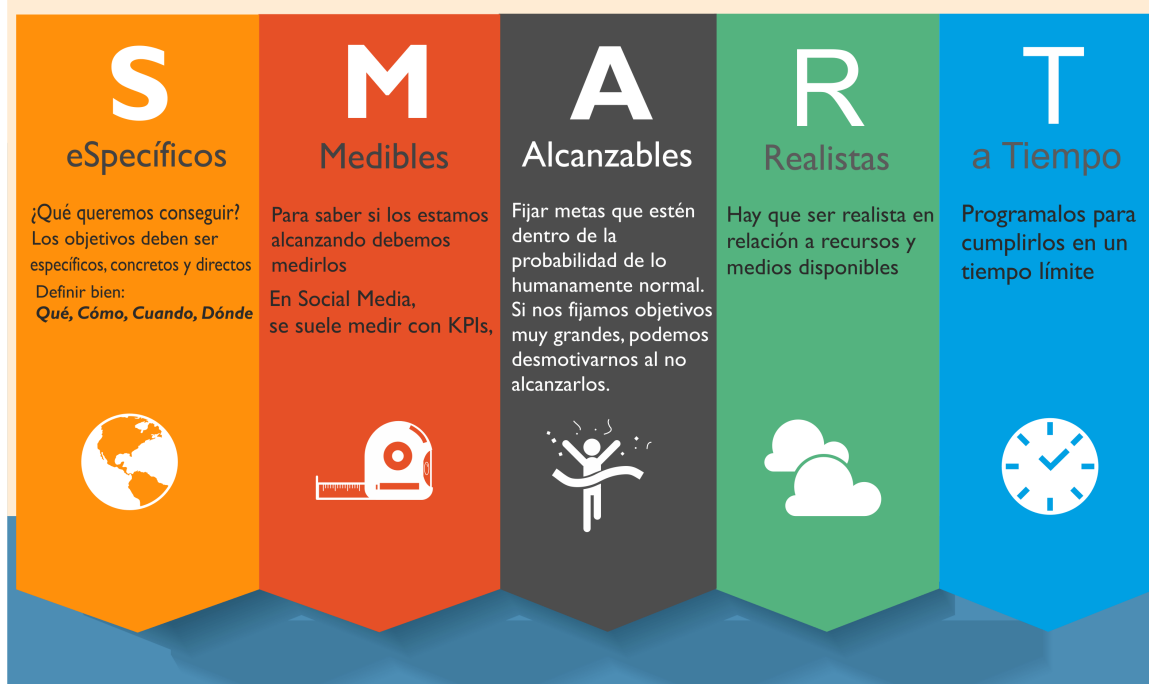 S
eSpecíficos
¿Qué queremos conseguir?
Los objetivos deben ser
específicos, concretos y directos
Definir bien:
Qué, Cómo, Cuando, Dónde
M
Medibles
Para saber si los estamos
alcanzando debemos
medirlos
En Social Media,
se suele medir con KPIs,
A
Alcanzables
Fijar metas que estén
dentro de la
probabilidad de lo
humanamente normal.
Si nos fijamos objetivos
muy grandes, podemos
desmotivarnos al no
alcanzarlos.
R
Realistas
Hay que ser realista en
relación a recursos y
medios disponibles
T
a Tiempo
Programalos para
cumplirlos en un
tiempo límite